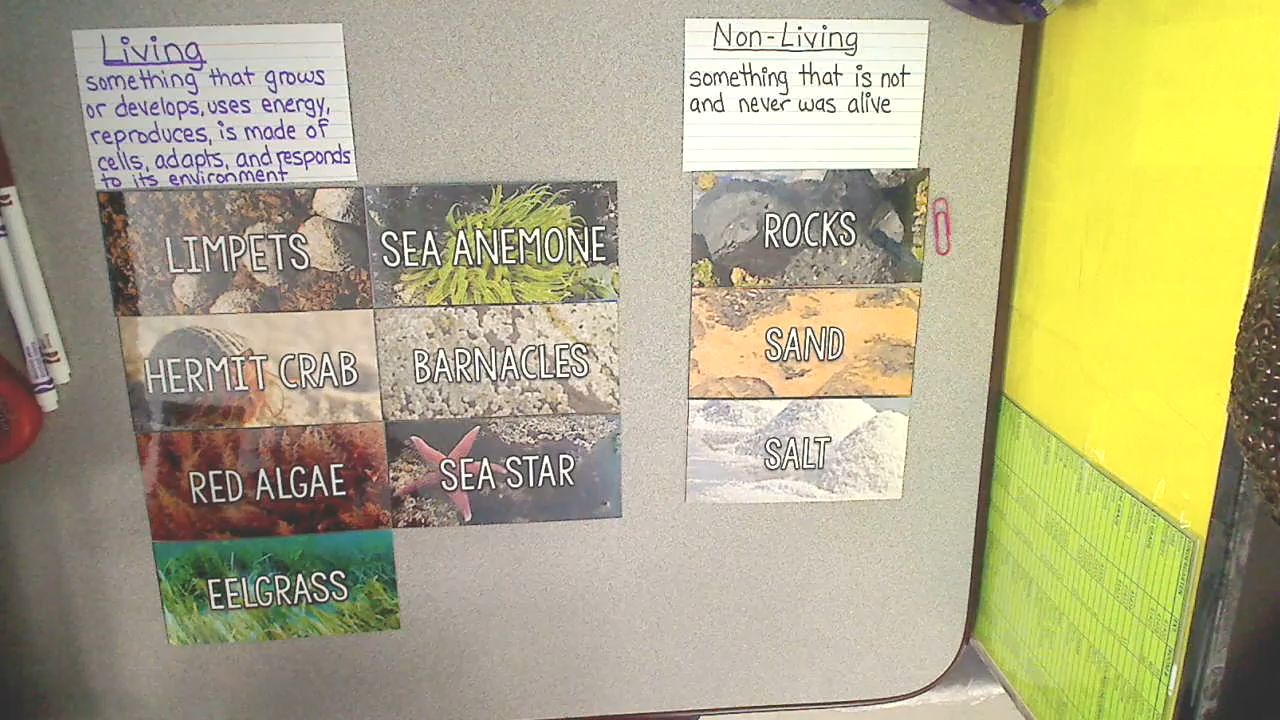 Living
something that grows
or develops, uses energy,
reproduces, is made of
cells, adapts, and responds
to its environment
Non-Living
something that is not
and never was alive
LIMPETS
SEA ANEMONE
HERMIT CRAB
BARNACLES
RED ALGAE
SEA STAR
EELGRASS
ROCKS
SAND
SALT